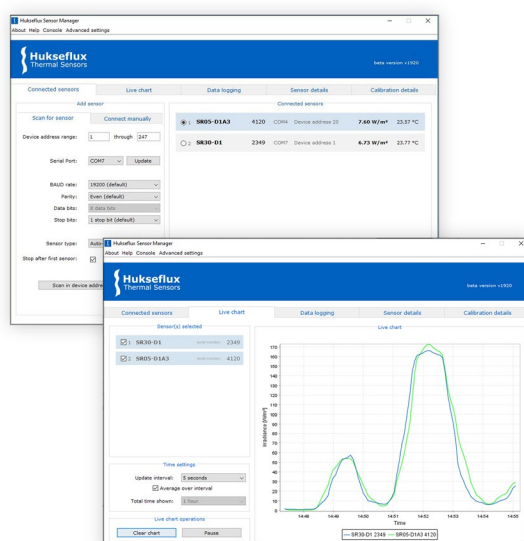 Hukseflux Sensor Manager
About Help Console Advanced settings
Hukseflux
Thermal Sensors
beta version v1920
Connected sensors Live chart Data logging Sensor details Calibration details
Add sensor Connected sensors
Scan for sensor Connect manually
1 SR05-D1A3 4120 COM4 Device address 20 7.60 W/m² 23.57 °C
Device address range: 1 through 247
2 SR30-D1 2349 COM7 Device address 1 6.73 W/m² 23.77 °C
Serial Port: COM7 Update
BAUD rate: 19200 (default)
Parity: Even (default)
Data bits: 8 data bits
Stop bits: 1 stop bit (default)
Sensor type: Auto-
Stop after first sensor:
Scan in device addre
Hukseflux Sensor Manager
About Help Console Advanced settings
Hukseflux
Thermal Sensors
beta version v1920
Connected sensors Live chart Data logging Sensor details Calibration details
Sensor(s) selected Live chart
1 SR30-D1 2349
2 SR05-D1A3 4120
Time settings
Update interval: 5 seconds
Average over interval
Total time shown: 1 hour
Live chart operations
Clear chart Pause
Irradiance [W/m²]
170
160
150
140
130
120
110
100
90
80
70
60
50
40
30
20
10
0
14:48 14:49 14:50 14:51 14:52 14:53 14:54 14:55
Time
SR30-D1 2349 SR05-D1A3 4120